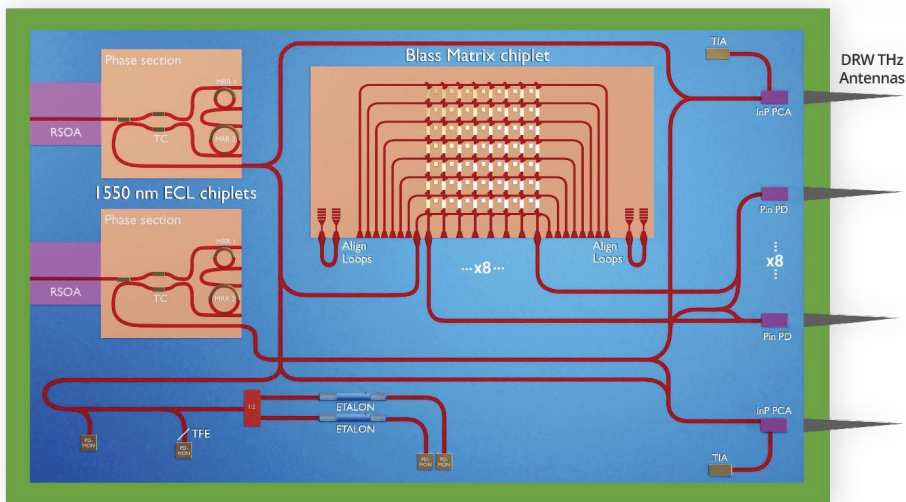 Phase section
MRR 1
RSOA
TC
MRR 2
1550 nm ECL chiplets
Phase section
MRR 1
RSOA
TC
MRR 2
Blass Matrix chiplet
Align
Loops
...x8...
Align
Loops
TIA
DRW THz
Antennas
InP PCA
Pin PD
x8
Pin PD
InP PCA
TIA
1:2
ETALON
ETALON
TFE
PD-
MON
PD-
MON
PD-
MON
PD-
MON